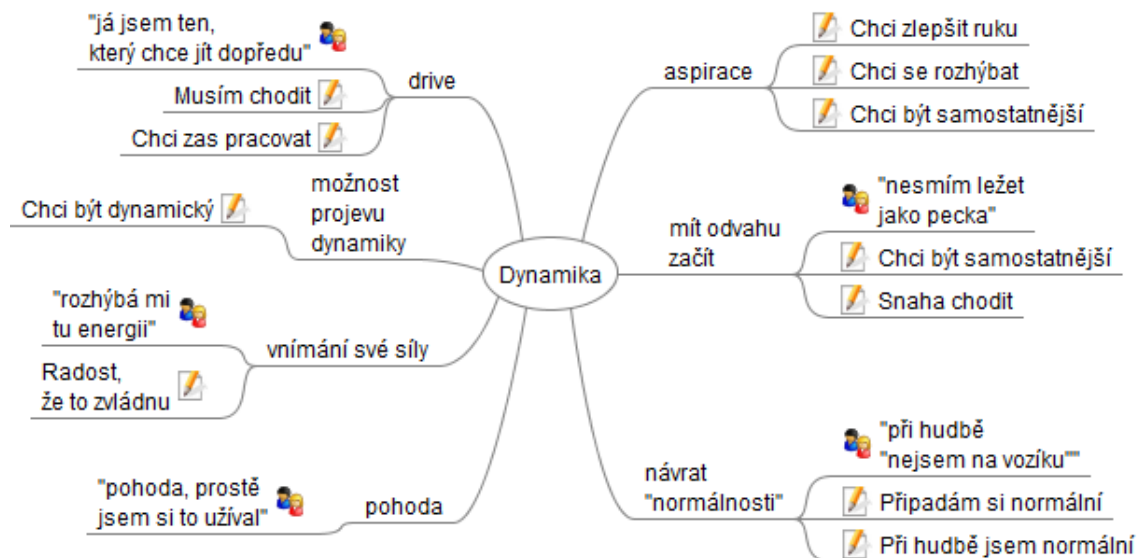 "já jsem ten,
který chce jít dopředu"
Musím chodit
Chci zas pracovat
drive
možnost
projevu
dynamiky
Chci být dynamický
"rozhýbá mi
tu energii"
Radost,
že to zvládnu
vnímání své síly
"pohoda, prostě
jsem si to užíval"
pohoda
Dynamika
aspirace
Chci zlepšit ruku
Chci se rozhýbat
Chci být samostatnější
mít odvahu
začít
"nesmím ležet
jako pecka"
Chci být samostatnější
Snaha chodit
návrat
"normálnosti"
"při hudbě
"nejsem na vozíku""
Připadám si normální
Při hudbě jsem normální